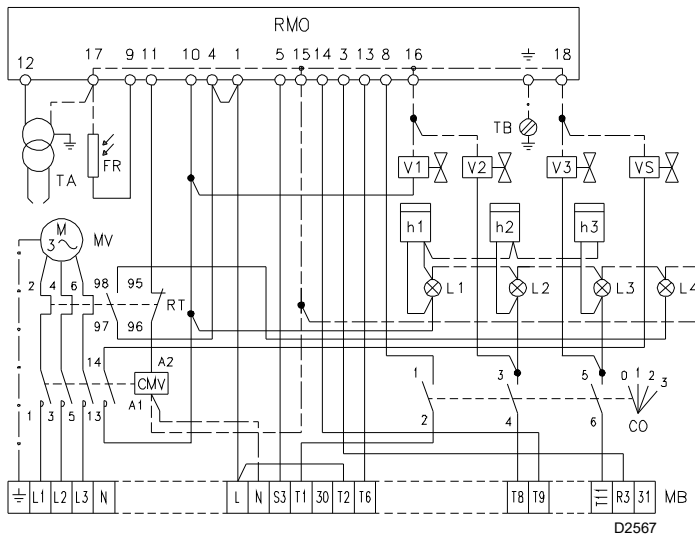 RMO
12 17 9 11 10 4 1 5 15 14 3 13 8 16 18
TB
FR
TA
V1 V2 V3 VS
h1 h2 h3
M
3~
MV
L1 L2 L3 L4
2 4 6 98 95
RT
97 96
14
A2
CMV
A1
1 3 5 13
1 3 5
2 4 6
0 1 2 3
CO
L1 L2 L3 N L N S3 T1 30 T2 T6 T8 T9 T11 R3 31 MB
D2567